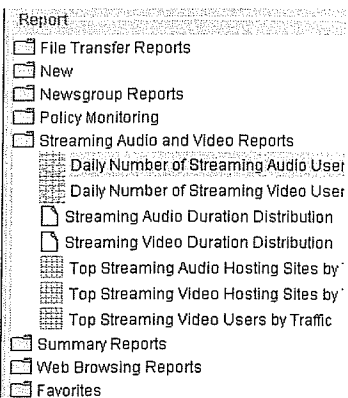 Report
File Transfer Reports
New
Newsgroup Reports
Policy Monitoring
Streaming Audio and Video Reports
Daily Number of Streaming Audio User
Daily Number of Streaming Video User
Streaming Audio Duration Distribution
Streaming Video Duration Distribution
Top Streaming Audio Hosting Sites by
Top Streaming Video Hosting Sites by
Top Streaming Video Users by Traffic
Summary Reports
Web Browsing Reports
Favorites